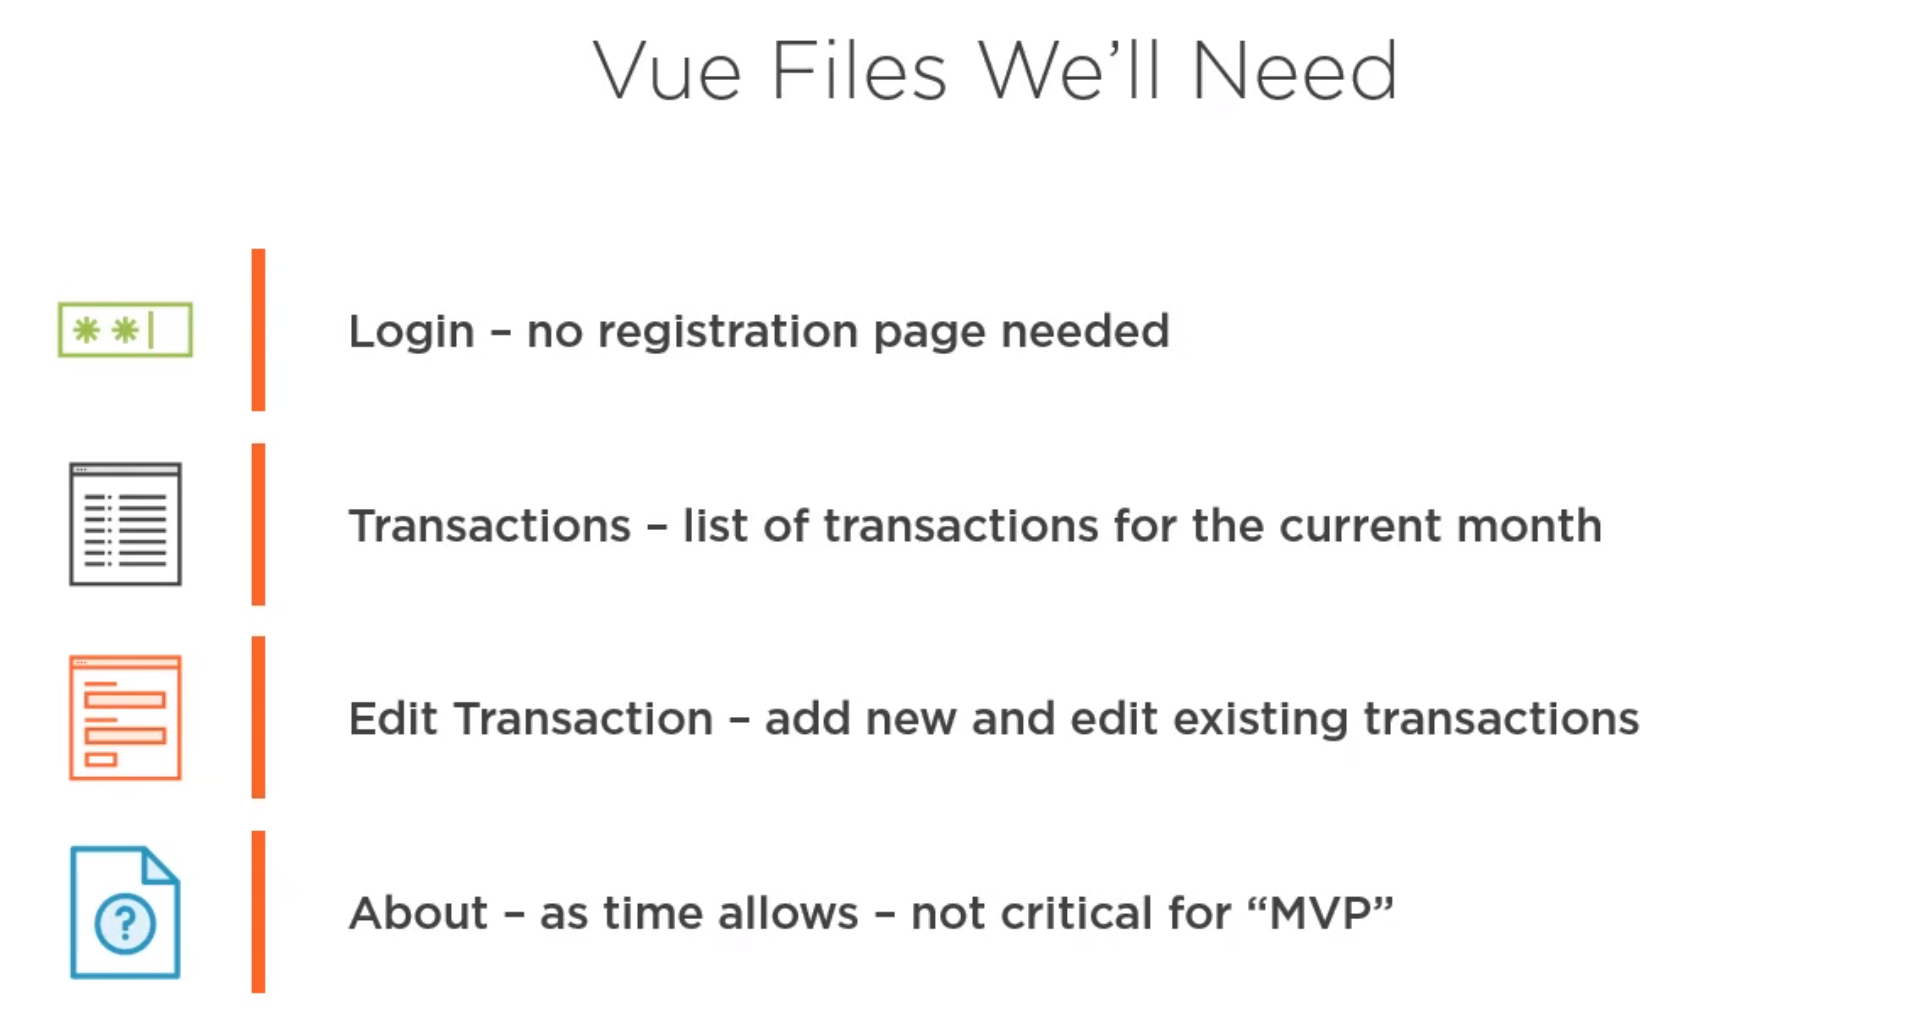 Vue Files We’ll Need
Login – no registration page needed
Transactions – list of transactions for the current month
Edit Transaction – add new and edit existing transactions
About – as time allows – not critical for “MVP”